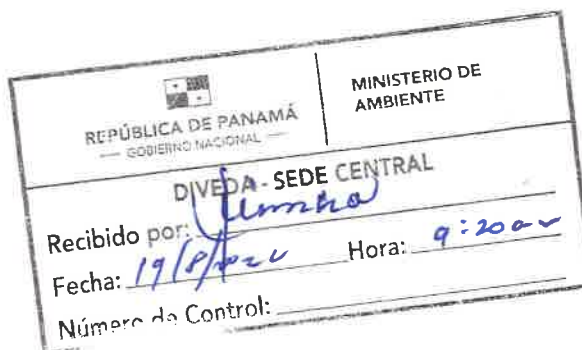 REPÚBLICA DE PANAMÁ
— GOBIERNO NACIONAL —
MINISTERIO DE
AMBIENTE
DIVEDA - SEDE CENTRAL
Recibido por:
Fecha: 19/8/
Hora: 9:20 a
Número de Control: